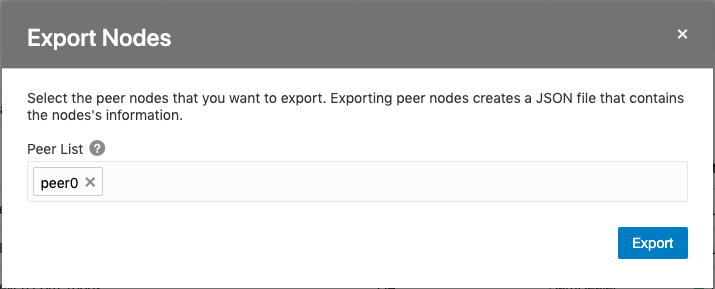 Export Nodes
×
Select the peer nodes that you want to export. Exporting peer nodes creates a JSON file that contains
the nodes's information.
Peer List ?
peer0 ×
Export